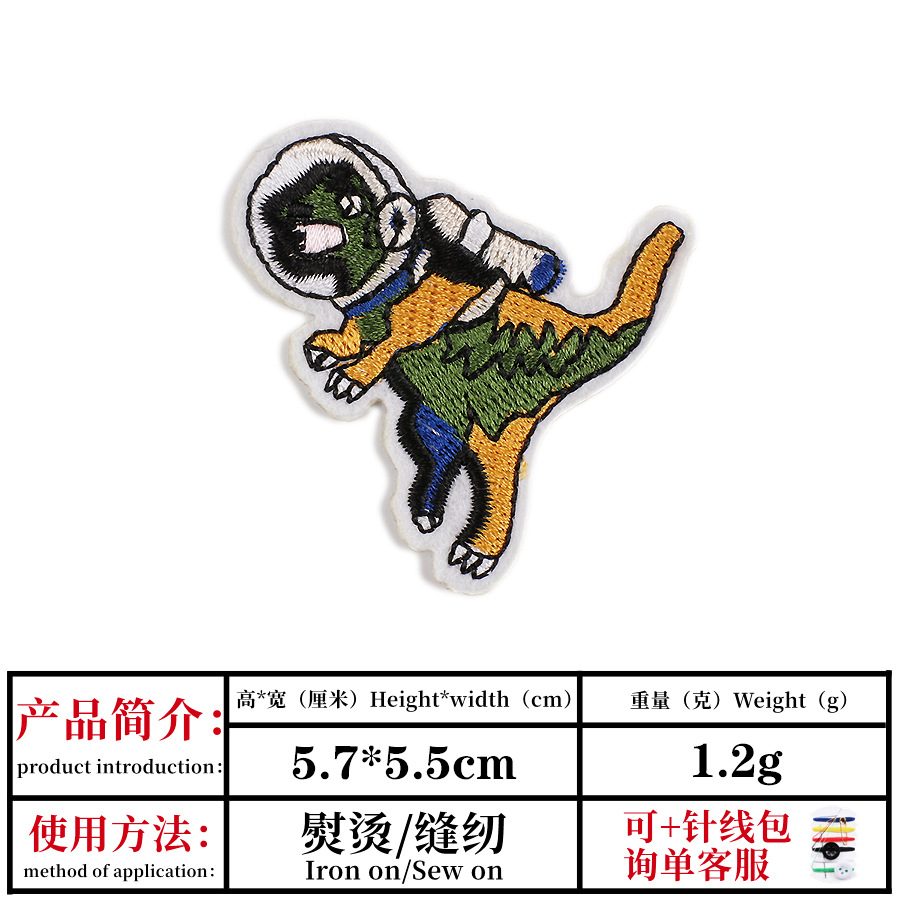 产品简介:
product introduction:
高*宽（厘米）Height*width（cm）
重量（克）Weight（g）
5.7*5.5cm
1.2g
使用方法:
method of application:
熨烫/缝纫
Iron on/Sew on
可+针线包
询单客服